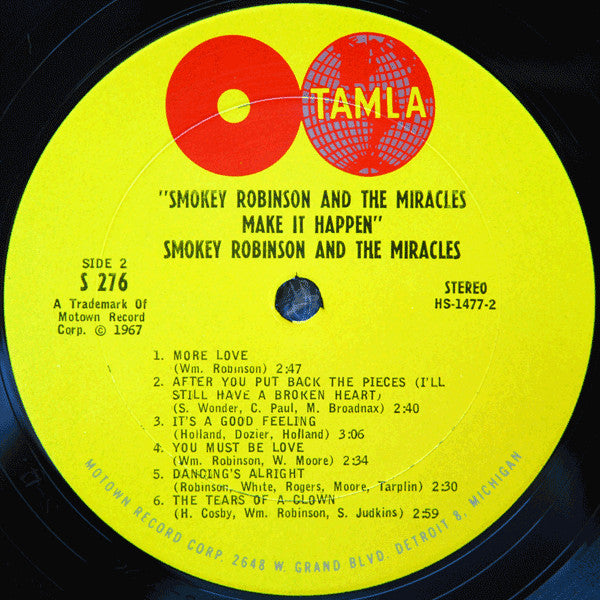 TAMLA
"SMOKEY ROBINSON AND THE MIRACLES
MAKE IT HAPPEN"
SMOKEY ROBINSON AND THE MIRACLES
SIDE 2
S 276
A Trademark Of
Motown Record
Corp. © 1967
STEREO
HS-1477-2
1. MORE LOVE
(Wm. Robinson) 2:47
2. AFTER YOU PUT BACK THE PIECES (I'LL
STILL HAVE A BROKEN HEART)
(S. Wonder, C. Paul, M. Broadnax) 2:40
3. IT'S A GOOD FEELING
(Holland, Dozier, Holland) 3:06
4. YOU MUST BE LOVE
(Wm. Robinson, W. Moore) 2:34
5. DANCING'S ALRIGHT
(Robinson, White, Rogers, Moore, Tarplin) 2:30
6. THE TEARS OF A CLOWN
(H. Cosby, Wm. Robinson, S. Judkins) 2:59
MOTOWN RECORD CORP. 2648 W. GRAND BLVD. DETROIT 8, MICHIGAN